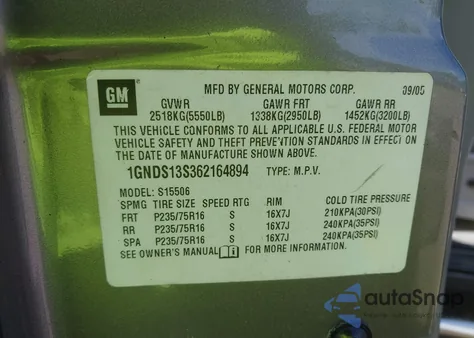 GM
MFD BY GENERAL MOTORS CORP. 09/05
GVWR GAWR FRT GAWR RR
2518KG(5550LB) 1338KG(2950LB) 1452KG(3200LB)
THIS VEHICLE CONFORMS TO ALL APPLICABLE U.S. FEDERAL MOTOR
VEHICLE SAFETY AND THEFT PREVENTION STANDARDS IN EFFECT ON
THE DATE OF MANUFACTURE SHOWN ABOVE.
1GNDS13S362164894 TYPE: M.P.V.
MODEL: S15506
SPMG TIRE SIZE SPEED RTG RIM COLD TIRE PRESSURE
FRT P235/75R16 S 16X7J 210KPA(30PSI)
RR P235/75R16 S 16X7J 240KPA(35PSI)
SPA P235/75R16 S 16X7J 240KPA(35PSI)
SEE OWNER'S MANUAL FOR MORE INFORMATION.
autoSnap